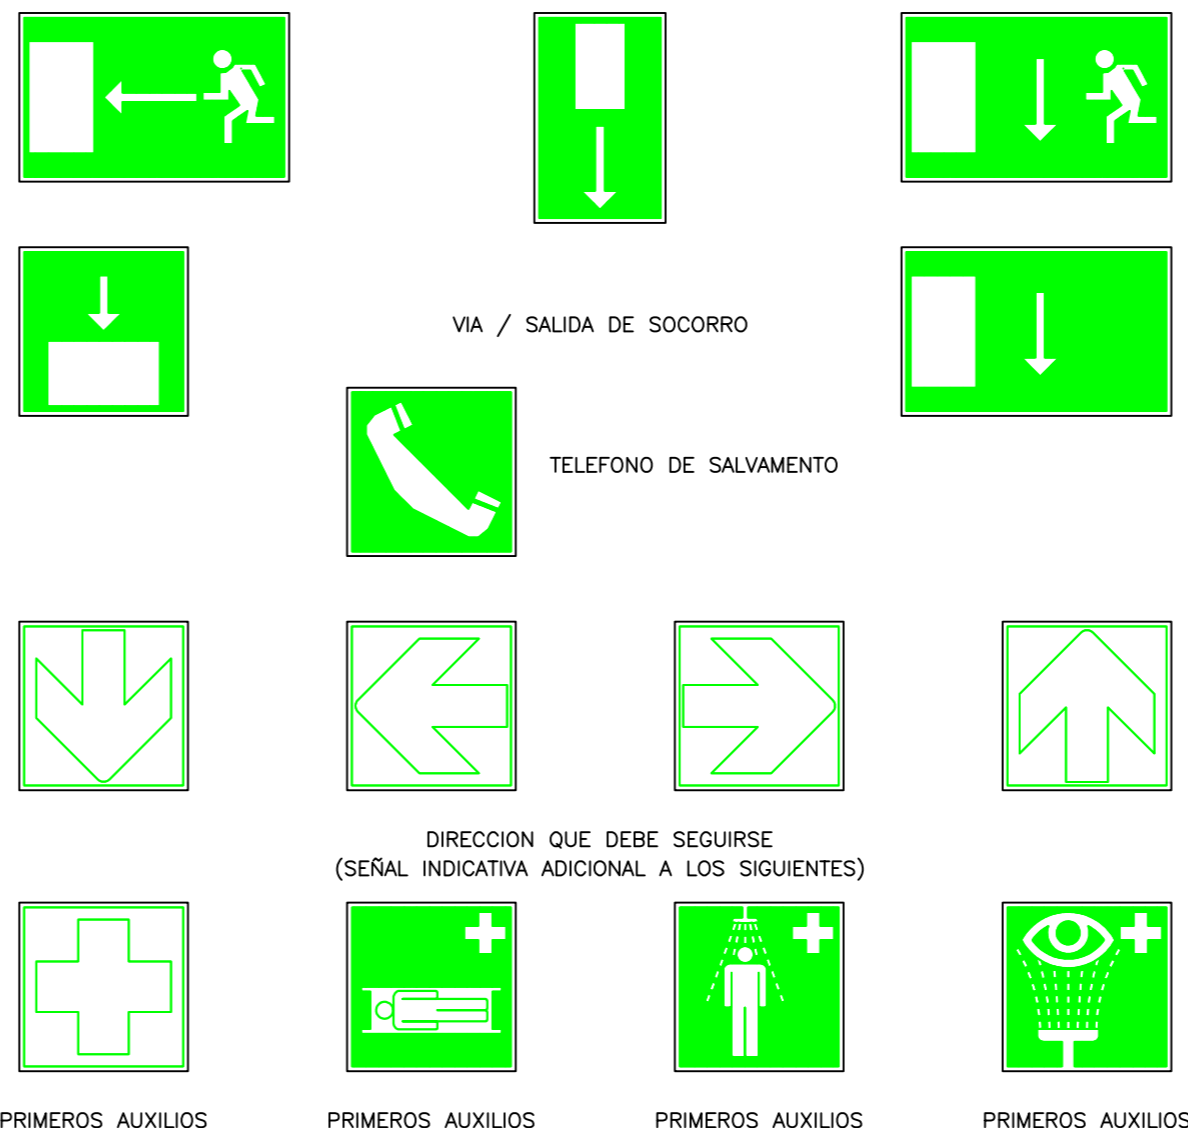 VIA / SALIDA DE SOCORRO
TELEFONO DE SALVAMENTO
DIRECCION QUE DEBE SEGUIRSE
(SEÑAL INDICATIVA ADICIONAL A LOS SIGUIENTES)
PRIMEROS AUXILIOS PRIMEROS AUXILIOS PRIMEROS AUXILIOS PRIMEROS AUXILIOS